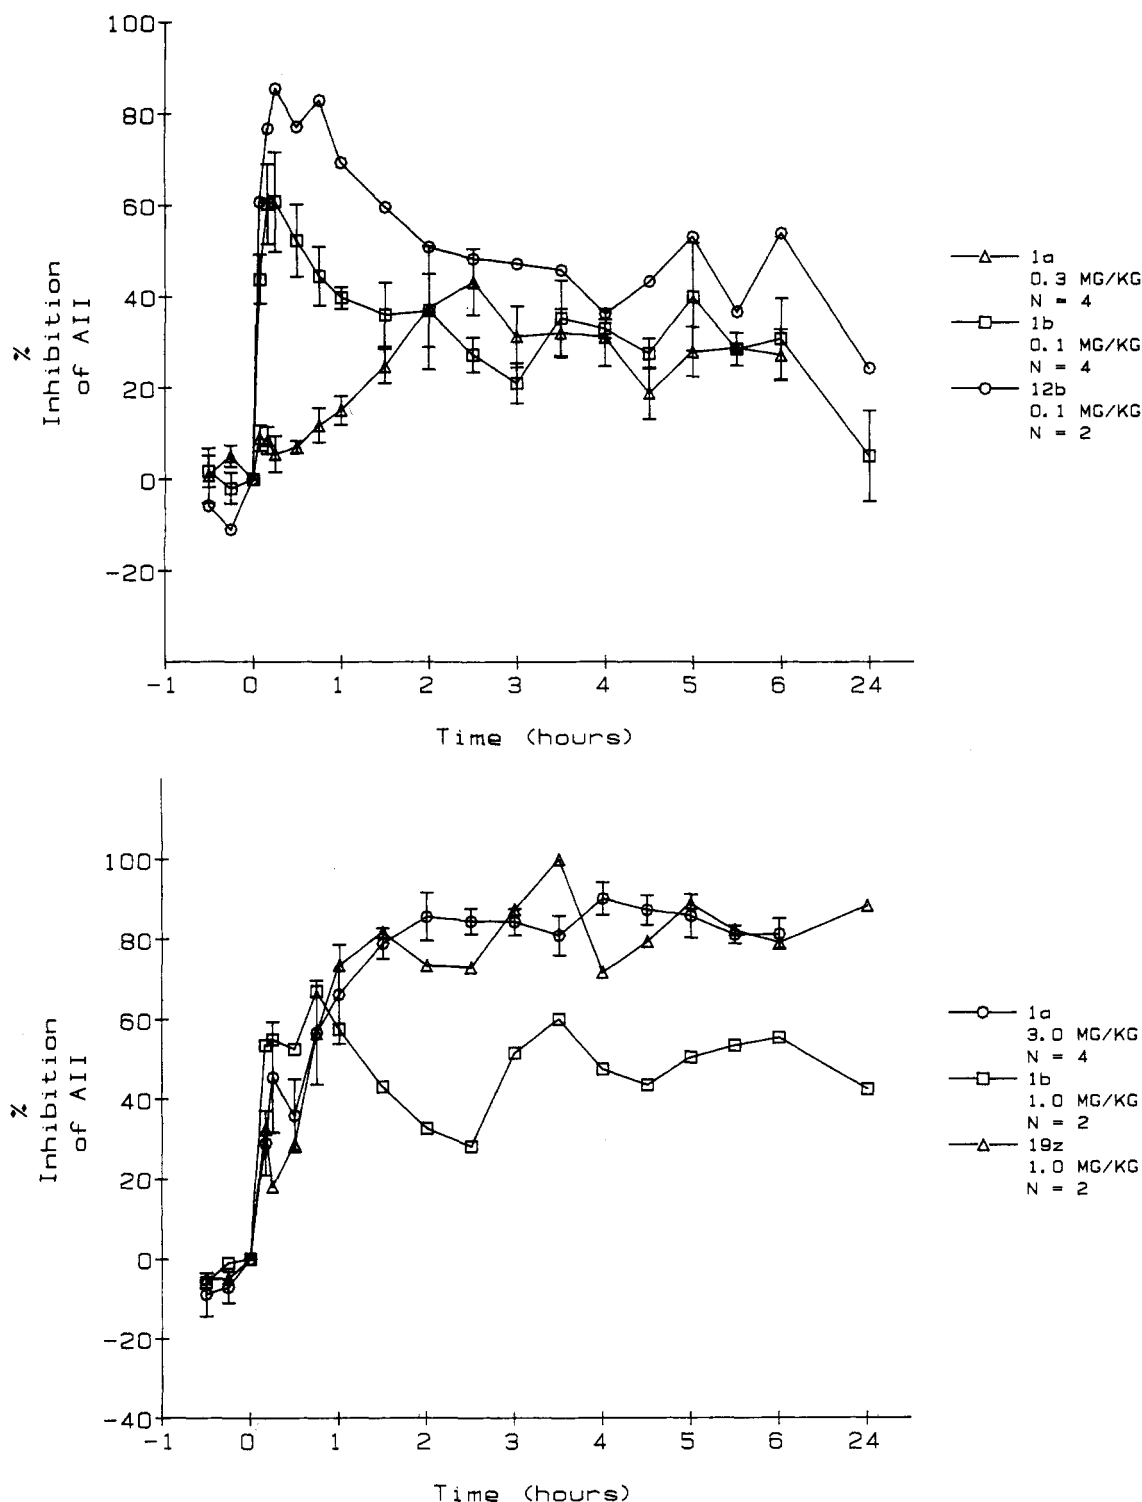 100
80
60
40
20
0
-20
%
Inhibition
of AII
-1 0 1 2 3 4 5 6 24
Time (hours)
1a
0.3 MG/KG
N = 4
1b
0.1 MG/KG
N = 4
12b
0.1 MG/KG
N = 2
100
80
60
40
20
0
-20
-40
%
Inhibition
of AII
-1 0 1 2 3 4 5 6 24
Time (hours)
1a
3.0 MG/KG
N = 4
1b
1.0 MG/KG
N = 2
19z
1.0 MG/KG
N = 2